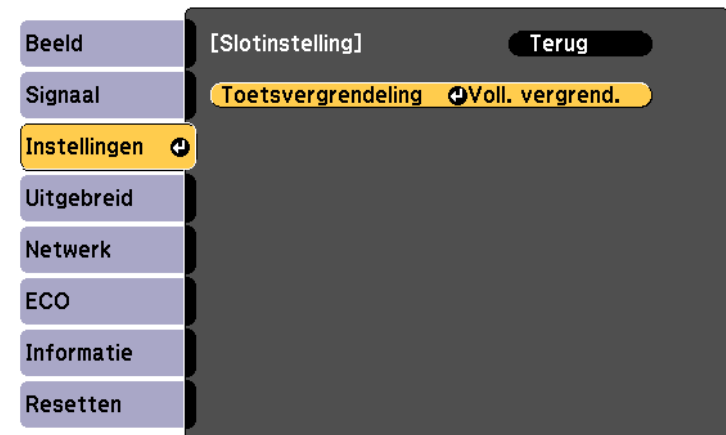 Beeld
Signaal
Instellingen
Uitgebreid
Netwerk
ECO
Informatie
Resetten
[Slotinstelling] Terug
Toetsvergrendeling Voll. vergrend.